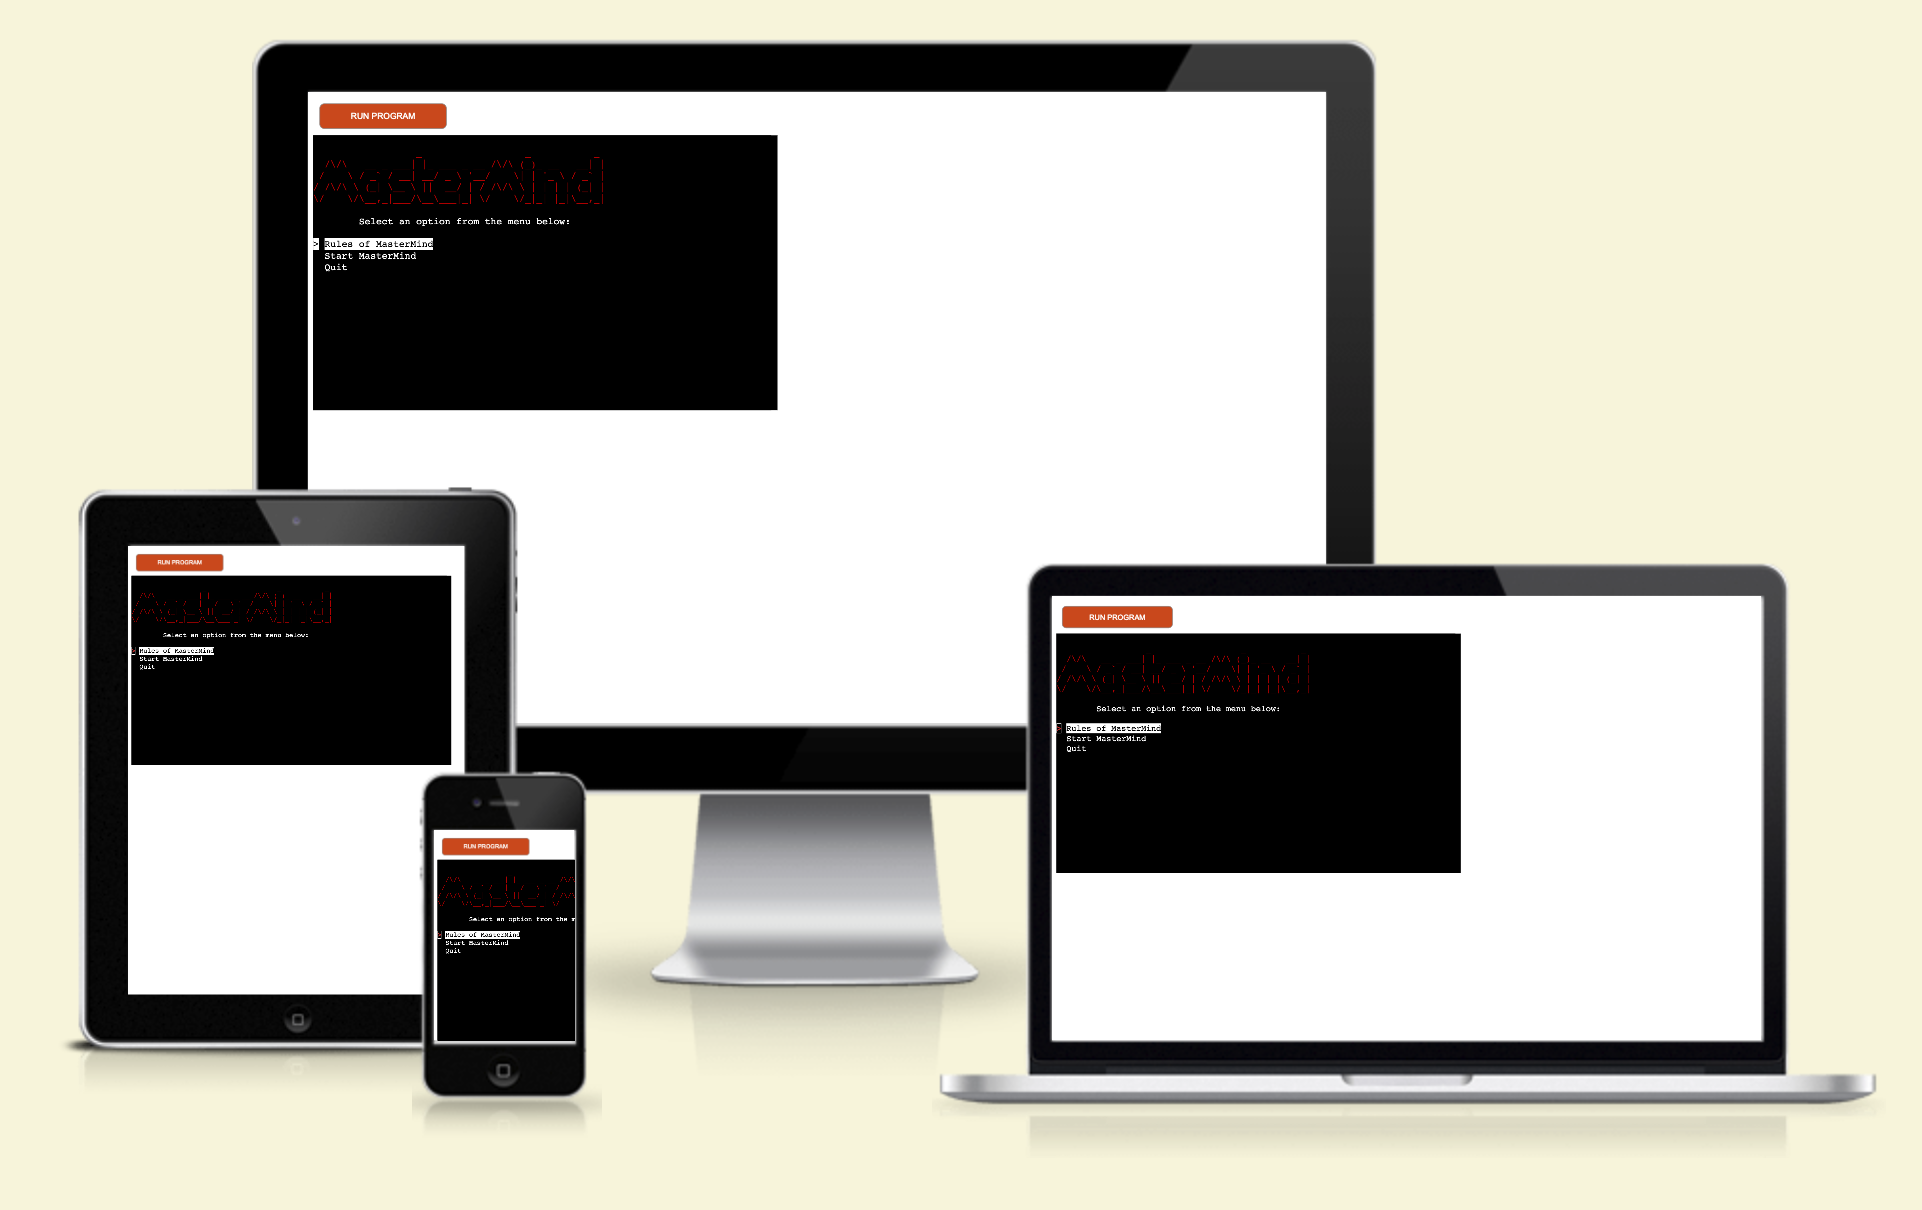 RUN PROGRAM
MasterMind
Select an option from the menu below:
> Rules of MasterMind
Start MasterMind
Quit
RUN PROGRAM
MasterMind
Select an option from the menu below:
> Rules of MasterMind
Start MasterMind
Quit
RUN PROGRAM
MasterMind
Select an option from the menu below:
> Rules of MasterMind
Start MasterMind
Quit
RUN PROGRAM
Master M
Select an option from the m
> Rules of MasterMind
Start MasterMind
Quit